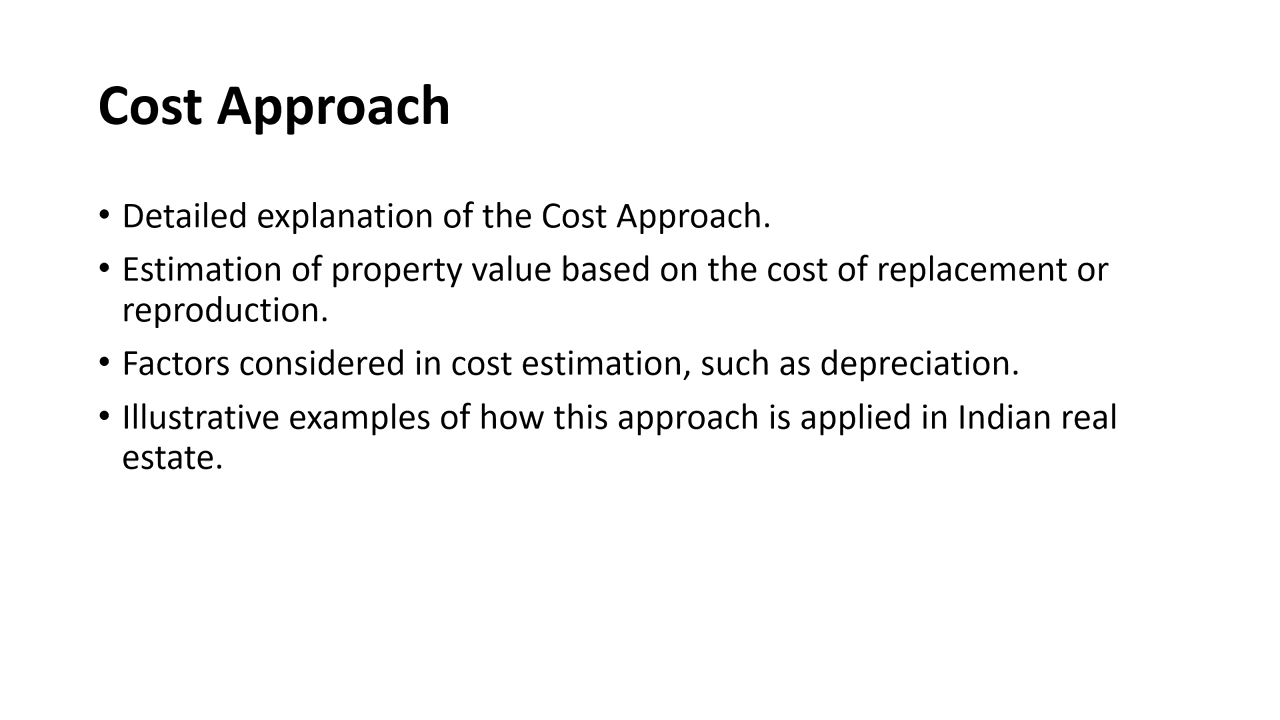 Cost Approach
• Detailed explanation of the Cost Approach.
• Estimation of property value based on the cost of replacement or
reproduction.
• Factors considered in cost estimation, such as depreciation.
• Illustrative examples of how this approach is applied in Indian real
estate.